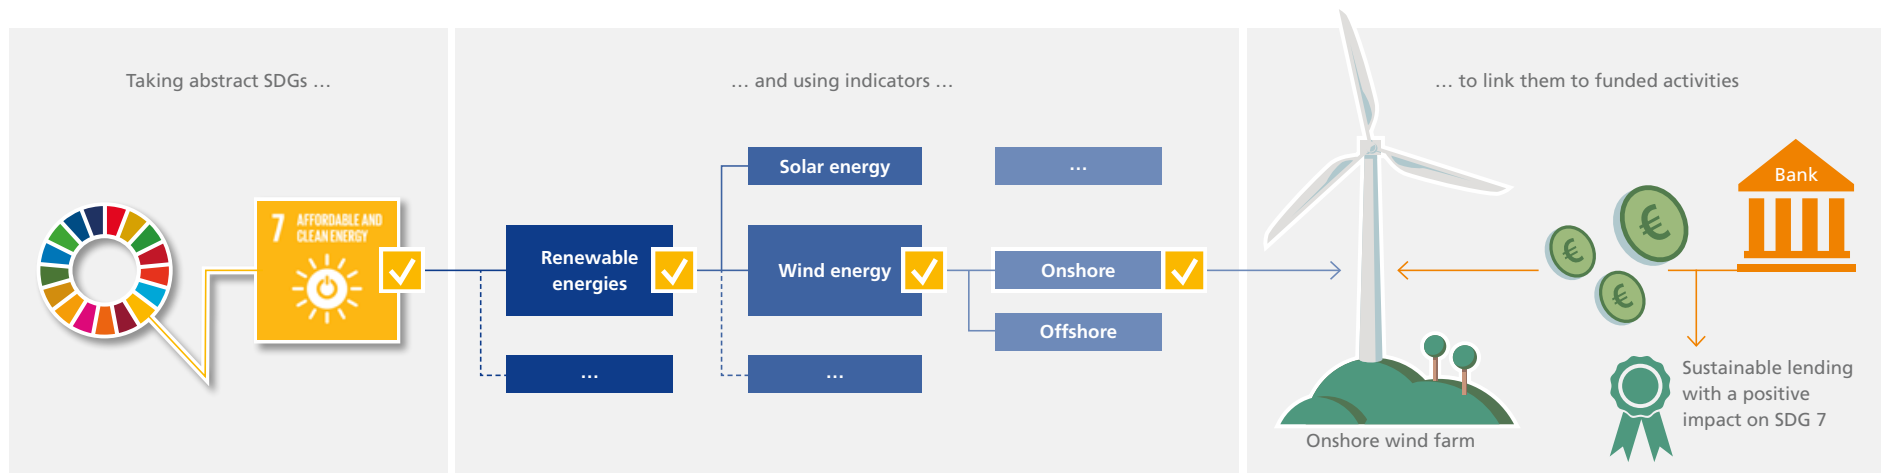 Taking abstract SDGs …
… and using indicators …
… to link them to funded activities
7 AFFORDABLE AND
CLEAN ENERGY
Renewable
energies
…
Solar energy
Wind energy
…
…
Onshore
Offshore
Onshore wind farm
€
€
€
Bank
Sustainable lending
with a positive
impact on SDG 7